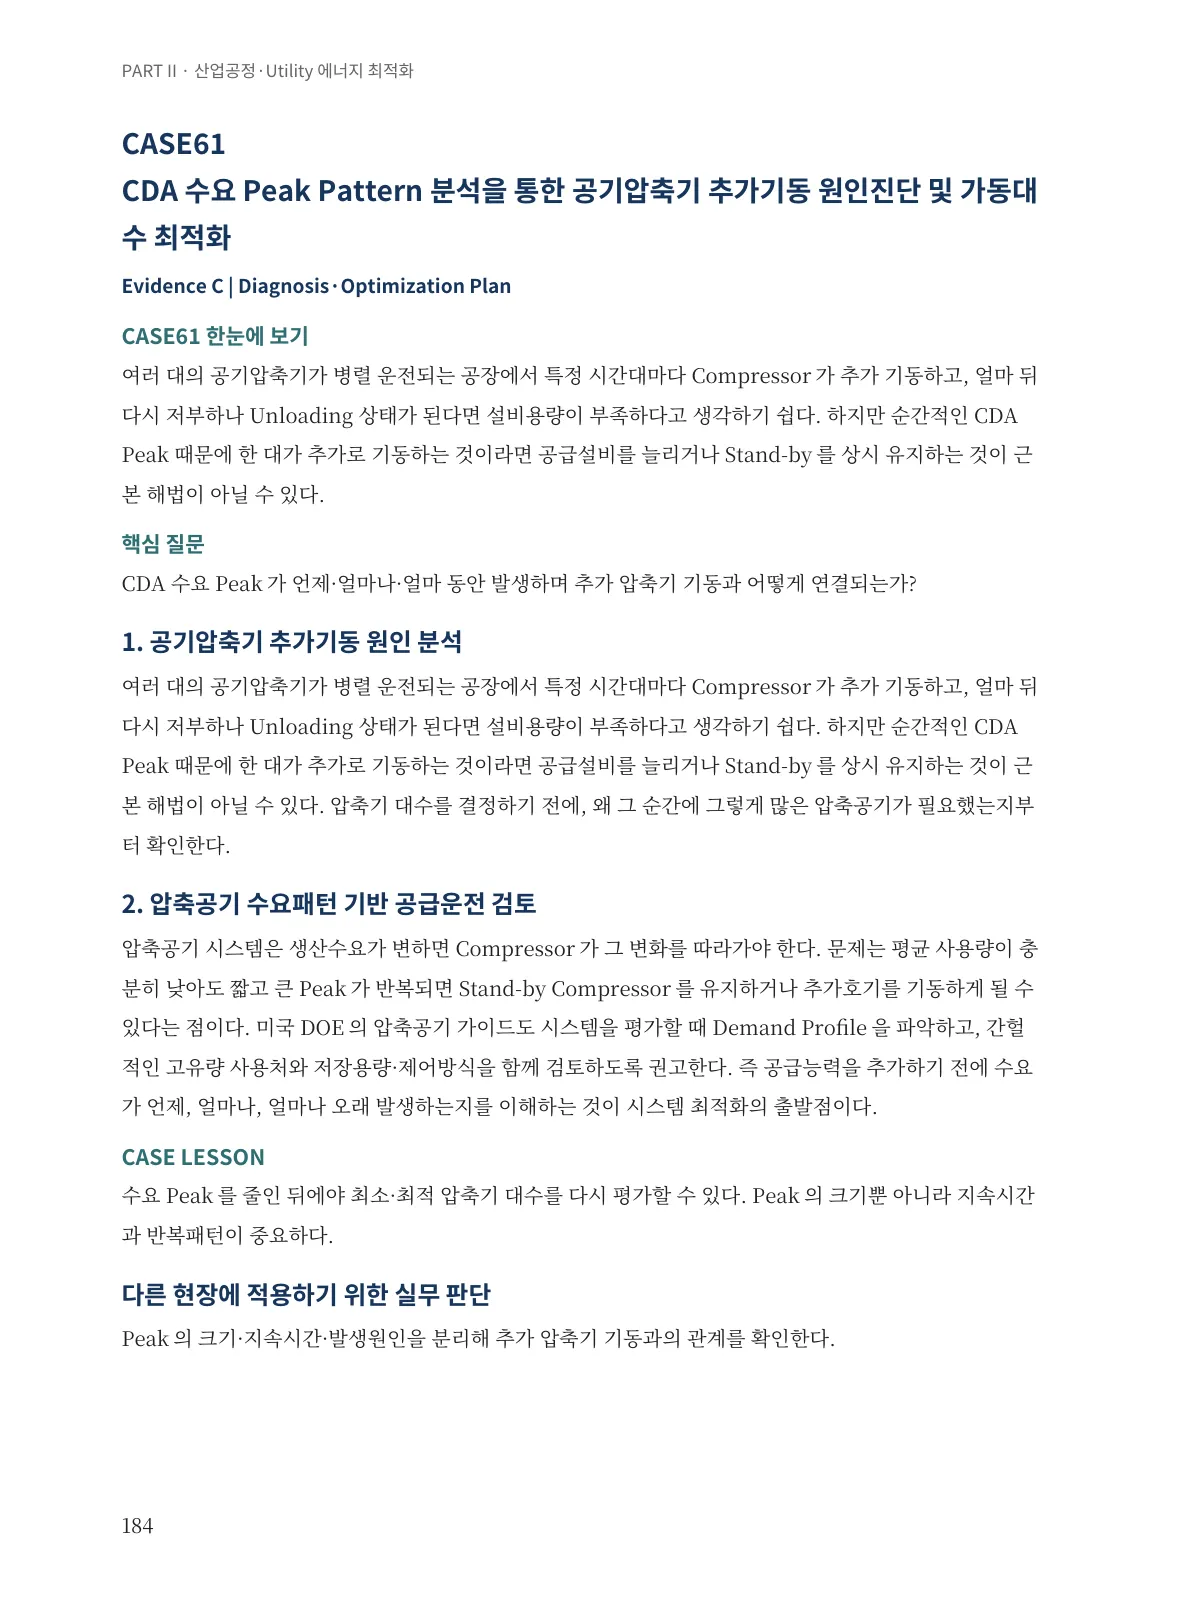 PART II · 산업공정·Utility 에너지 최적화
CASE61
CDA 수요 Peak Pattern 분석을 통한 공기압축기 추가기동 원인진단 및 가동대
수 최적화
Evidence C | Diagnosis·Optimization Plan
CASE61 한눈에 보기
여러 대의 공기압축기가 병렬 운전되는 공장에서 특정 시간대마다 Compressor가 추가 기동하고, 얼마 뒤
다시 저부하나 Unloading 상태가 된다면 설비용량이 부족하다고 생각하기 쉽다. 하지만 순간적인 CDA
Peak 때문에 한 대가 추가로 기동하는 것이라면 공급설비를 늘리거나 Stand-by를 상시 유지하는 것이 근
본 해법이 아닐 수 있다.
핵심 질문
CDA 수요 Peak가 언제·얼마나·얼마 동안 발생하며 추가 압축기 기동과 어떻게 연결되는가?
1. 공기압축기 추가기동 원인 분석
여러 대의 공기압축기가 병렬 운전되는 공장에서 특정 시간대마다 Compressor가 추가 기동하고, 얼마 뒤
다시 저부하나 Unloading 상태가 된다면 설비용량이 부족하다고 생각하기 쉽다. 하지만 순간적인 CDA
Peak 때문에 한 대가 추가로 기동하는 것이라면 공급설비를 늘리거나 Stand-by를 상시 유지하는 것이 근
본 해법이 아닐 수 있다. 압축기 대수를 결정하기 전에, 왜 그 순간에 그렇게 많은 압축공기가 필요했는지부
터 확인한다.
2. 압축공기 수요패턴 기반 공급운전 검토
압축공기 시스템은 생산수요가 변하면 Compressor가 그 변화를 따라가야 한다. 문제는 평균 사용량이 충
분히 낮아도 짧고 큰 Peak가 반복되면 Stand-by Compressor를 유지하거나 추가호기를 기동하게 될 수
있다는 점이다. 미국 DOE의 압축공기 가이드도 시스템을 평가할 때 Demand Profile을 파악하고, 간헐
적인 고유량 사용처와 저장용량·제어방식을 함께 검토하도록 권고한다. 즉 공급능력을 추가하기 전에 수요
가 언제, 얼마나, 얼마나 오래 발생하는지를 이해하는 것이 시스템 최적화의 출발점이다.
CASE LESSON
수요 Peak를 줄인 뒤에야 최소·최적 압축기 대수를 다시 평가할 수 있다. Peak의 크기뿐 아니라 지속시간
과 반복패턴이 중요하다.
다른 현장에 적용하기 위한 실무 판단
Peak의 크기·지속시간·발생원인을 분리해 추가 압축기 기동과의 관계를 확인한다.
184